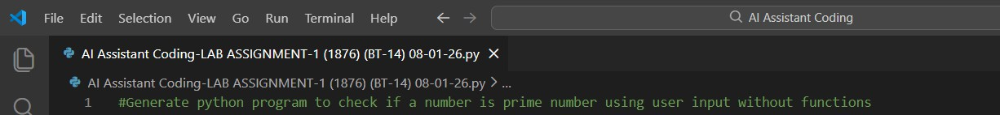 File Edit Selection View Go Run Terminal Help ← → AI Assistant Coding
AI Assistant Coding-LAB ASSIGNMENT-1 (1876) (BT-14) 08-01-26.py ×
AI Assistant Coding-LAB ASSIGNMENT-1 (1876) (BT-14) 08-01-26.py > ...
1 #Generate python program to check if a number is prime number using user input without functions